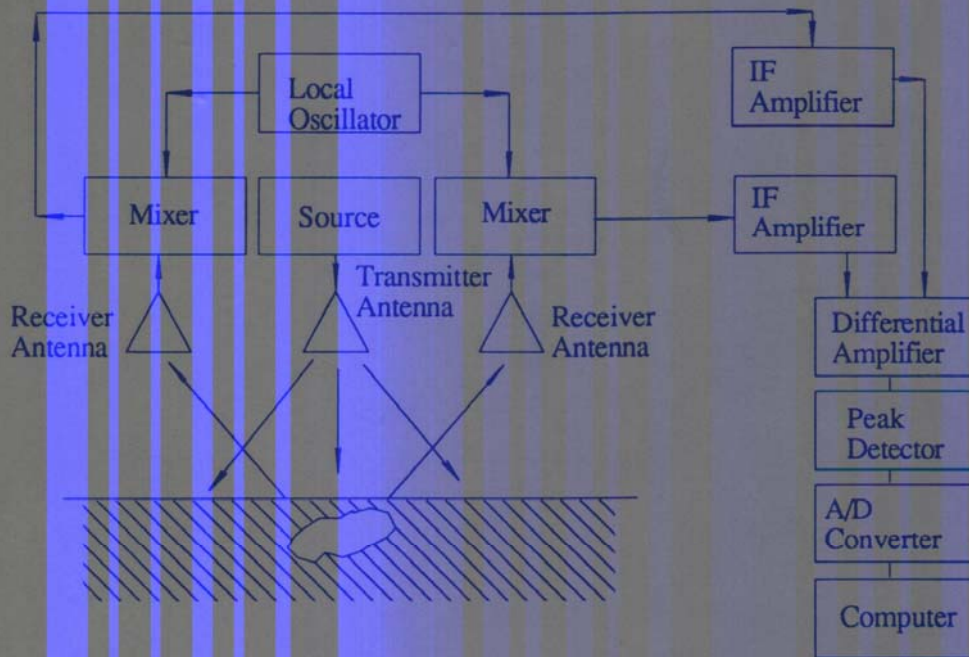 IF
Amplifier
Local
Oscillator
Mixer
Source
Mixer
IF
Amplifier
Transmitter
Antenna
Receiver
Antenna
Receiver
Antenna
Differential
Amplifier
Peak
Detector
A/D
Converter
Computer